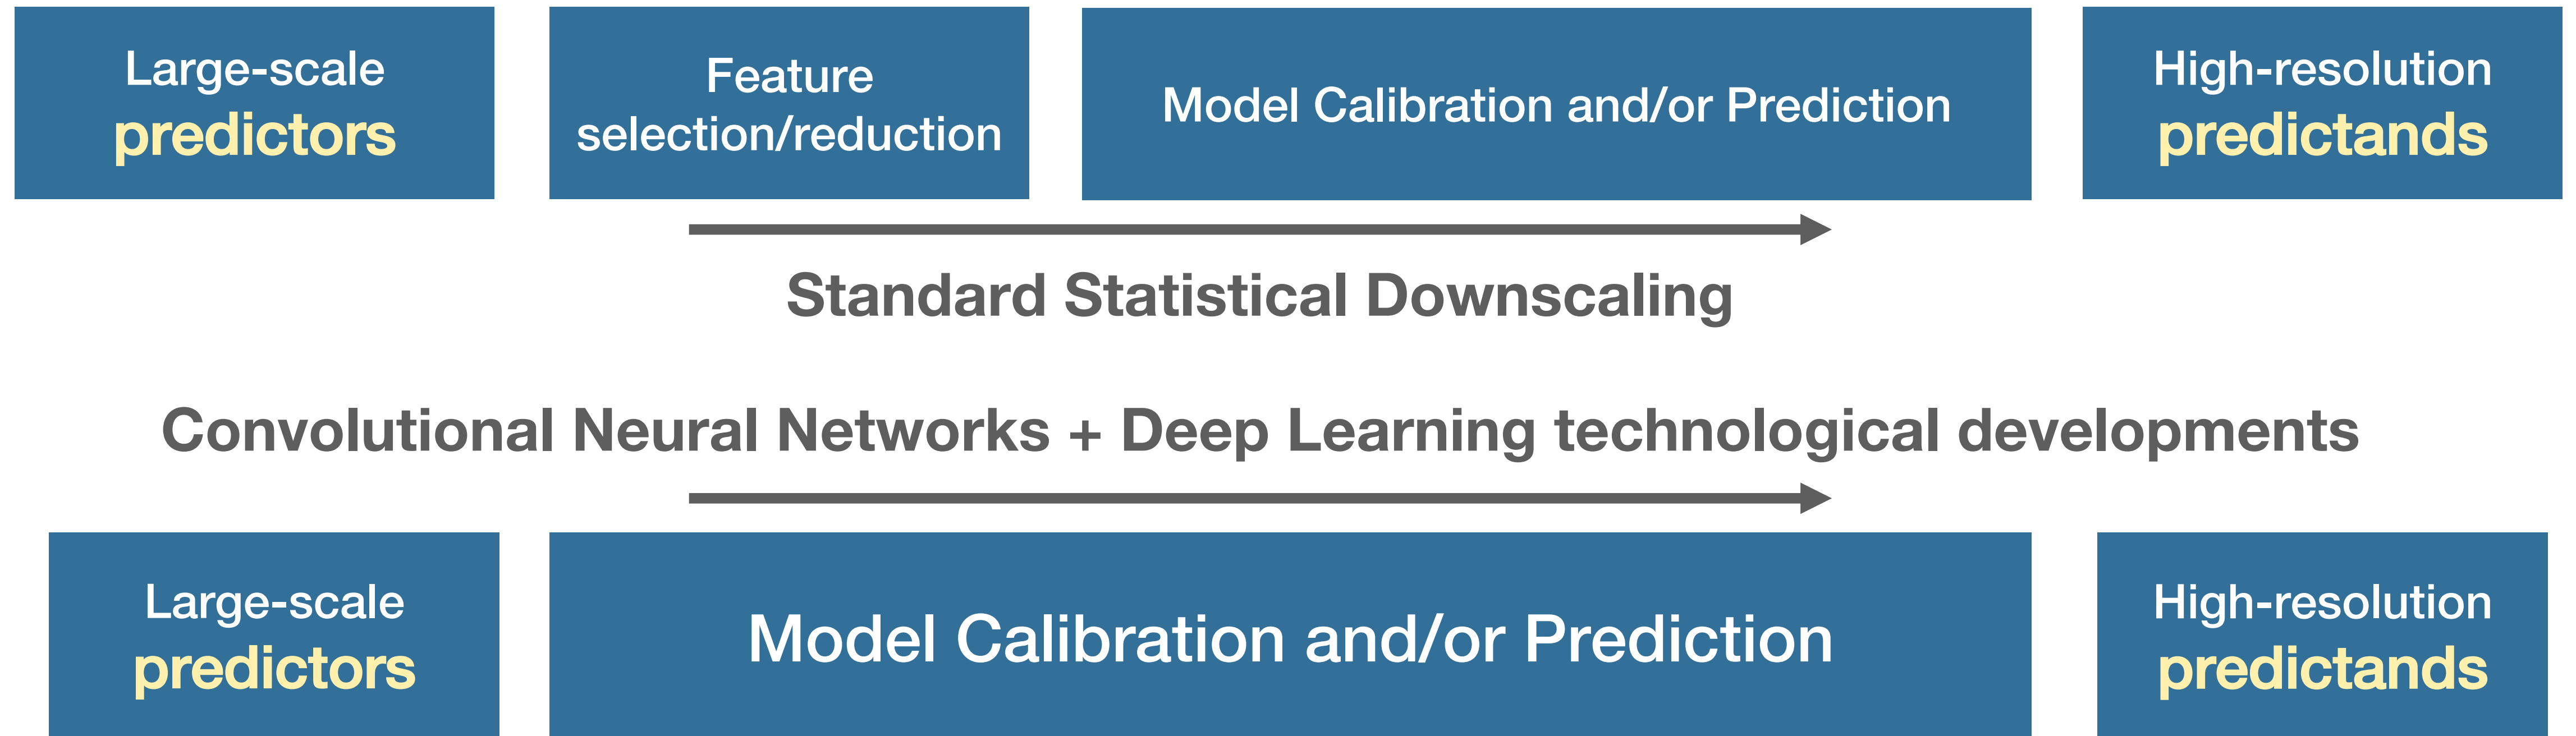 Large-scale
predictors
Feature
selection/reduction
Model Calibration and/or Prediction
High-resolution
predictands
Standard Statistical Downscaling
Convolutional Neural Networks + Deep Learning technological developments
Large-scale
predictors
Model Calibration and/or Prediction
High-resolution
predictands